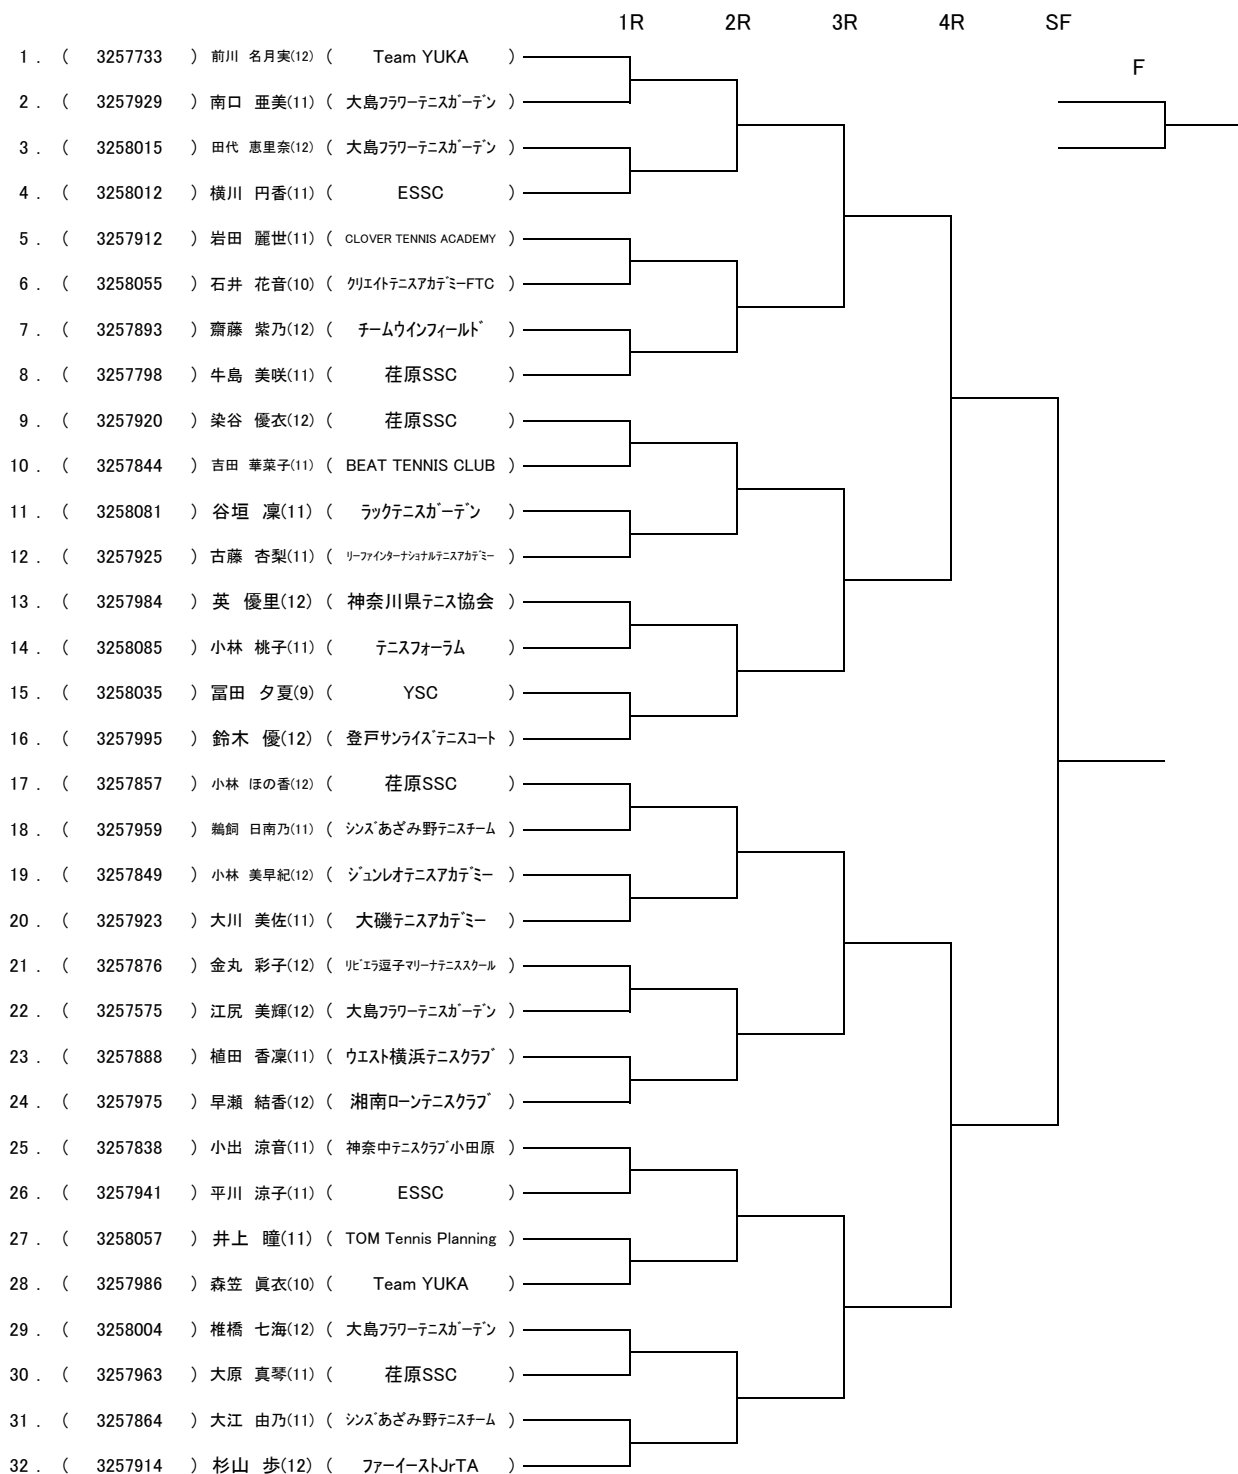 1R 2R 3R 4R SF
F
1 . ( 3257733 ) 前川 名月実(12) ( Team YUKA )
2 . ( 3257929 ) 南口 亜美(11) ( 大島ﾌﾗﾜｰﾃﾆｽｶﾞｰﾃﾞﾝ )
3 . ( 3258015 ) 田代 恵里奈(12) ( 大島ﾌﾗﾜｰﾃﾆｽｶﾞｰﾃﾞﾝ )
4 . ( 3258012 ) 横川 円香(11) ( ESSC )
5 . ( 3257912 ) 岩田 麗世(11) ( CLOVER TENNIS ACADEMY )
6 . ( 3258055 ) 石井 花音(10) ( ｸﾘｴｲﾄﾃﾆｽｱｶﾃﾞﾐｰFTC )
7 . ( 3257893 ) 齋藤 紫乃(12) ( ﾁｰﾑｳｲﾝﾌｨｰﾙﾄﾞ )
8 . ( 3257798 ) 牛島 美咲(11) ( 荏原SSC )
9 . ( 3257920 ) 染谷 優衣(12) ( 荏原SSC )
10 . ( 3257844 ) 吉田 華菜子(11) ( BEAT TENNIS CLUB )
11 . ( 3258081 ) 谷垣 凜(11) ( ﾗｯｸﾃﾆｽｶﾞｰﾃﾞﾝ )
12 . ( 3257925 ) 古藤 杏梨(11) ( ﾘｰﾌｧｲﾝﾀｰﾅｼｮﾅﾙﾃﾆｽｱｶﾃﾞﾐｰ )
13 . ( 3257984 ) 英 優里(12) ( 神奈川県ﾃﾆｽ協会 )
14 . ( 3258085 ) 小林 桃子(11) ( ﾃﾆｽﾌｫｰﾗﾑ )
15 . ( 3258035 ) 冨田 夕夏(9) ( YSC )
16 . ( 3257995 ) 鈴木 優(12) ( 登戸ｻﾝﾗｲｽﾞﾃﾆｽｺｰﾄ )
17 . ( 3257857 ) 小林 ほの香(12) ( 荏原SSC )
18 . ( 3257959 ) 鵜飼 日南乃(11) ( ｼﾝｽﾞあざみ野ﾃﾆｽﾁｰﾑ )
19 . ( 3257849 ) 小林 美早紀(12) ( ｼﾞｭﾝﾚｵﾃﾆｽｱｶﾃﾞﾐｰ )
20 . ( 3257923 ) 大川 美佐(11) ( 大磯ﾃﾆｽｱｶﾃﾞﾐｰ )
21 . ( 3257876 ) 金丸 彩子(12) ( ﾘﾋﾞｴﾗ逗子ﾏﾘｰﾅﾃﾆｽｽｸｰﾙ )
22 . ( 3257575 ) 江尻 美輝(12) ( 大島ﾌﾗﾜｰﾃﾆｽｶﾞｰﾃﾞﾝ )
23 . ( 3257888 ) 植田 香凜(11) ( ｳｴｽﾄ横浜ﾃﾆｽｸﾗﾌﾞ )
24 . ( 3257975 ) 早瀬 結香(12) ( 湘南ﾛｰﾝﾃﾆｽｸﾗﾌﾞ )
25 . ( 3257838 ) 小出 涼音(11) ( 神奈中ﾃﾆｽｸﾗﾌﾞ小田原 )
26 . ( 3257941 ) 平川 涼子(11) ( ESSC )
27 . ( 3258057 ) 井上 瞳(11) ( TOM Tennis Planning )
28 . ( 3257986 ) 森笠 眞衣(10) ( Team YUKA )
29 . ( 3258004 ) 椎橋 七海(12) ( 大島ﾌﾗﾜｰﾃﾆｽｶﾞｰﾃﾞﾝ )
30 . ( 3257963 ) 大原 真琴(11) ( 荏原SSC )
31 . ( 3257864 ) 大江 由乃(11) ( ｼﾝｽﾞあざみ野ﾃﾆｽﾁｰﾑ )
32 . ( 3257914 ) 杉山 歩(12) ( ﾌｧｰｲｰｽﾄJrTA )